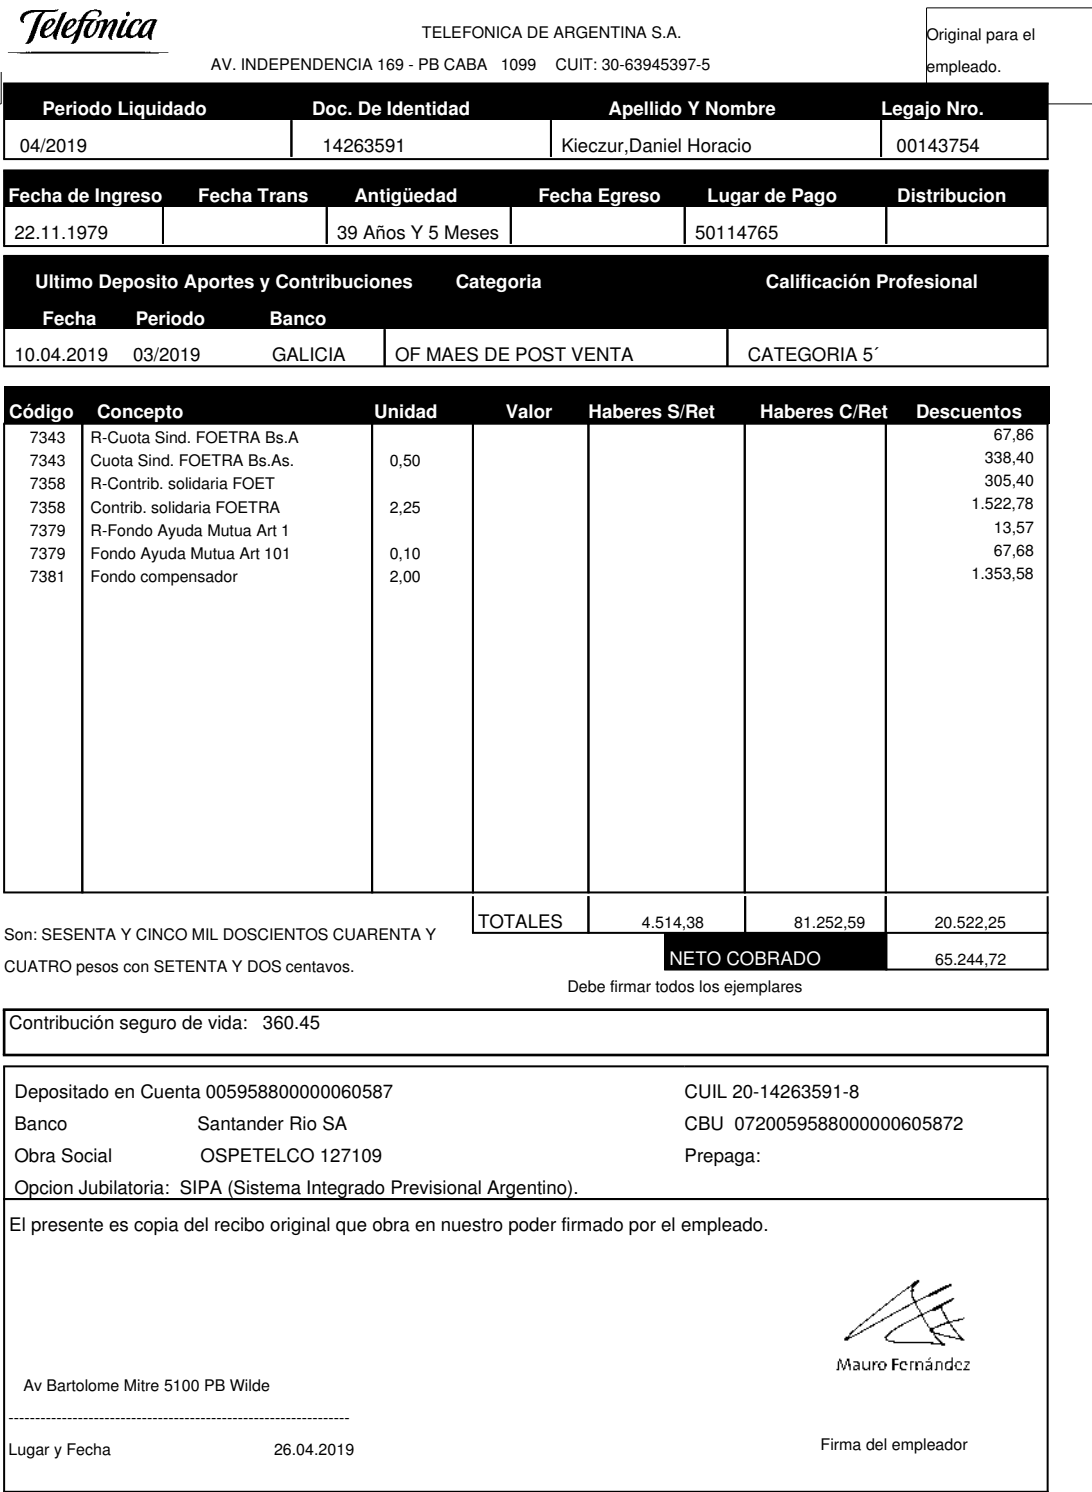 Telefónica
TELEFONICA DE ARGENTINA S.A.
AV. INDEPENDENCIA 169 - PB CABA 1099 CUIT: 30-63945397-5
Original para el
empleado.
Periodo Liquidado Doc. De Identidad Apellido Y Nombre Legajo Nro.
04/2019 14263591 Kieczur,Daniel Horacio 00143754
Fecha de Ingreso Fecha Trans Antigüedad Fecha Egreso Lugar de Pago Distribucion
22.11.1979 39 Años Y 5 Meses 50114765
Ultimo Deposito Aportes y Contribuciones Categoria Calificación Profesional
Fecha Periodo Banco
10.04.2019 03/2019 GALICIA OF MAES DE POST VENTA CATEGORIA 5´
Código Concepto Unidad Valor Haberes S/Ret Haberes C/Ret Descuentos
7343 R-Cuota Sind. FOETRA Bs.A 67,86
7343 Cuota Sind. FOETRA Bs.As. 0,50 338,40
7358 R-Contrib. solidaria FOET 305,40
7358 Contrib. solidaria FOETRA 2,25 1.522,78
7379 R-Fondo Ayuda Mutua Art 1 13,57
7379 Fondo Ayuda Mutua Art 101 0,10 67,68
7381 Fondo compensador 2,00 1.353,58
TOTALES 4.514,38 81.252,59 20.522,25
Son: SESENTA Y CINCO MIL DOSCIENTOS CUARENTA Y
CUATRO pesos con SETENTA Y DOS centavos.
NETO COBRADO 65.244,72
Debe firmar todos los ejemplares
Contribución seguro de vida: 360.45
Depositado en Cuenta 005958800000060587 CUIL 20-14263591-8
Banco Santander Rio SA CBU 0720059588000000605872
Obra Social OSPETELCO 127109 Prepaga:
Opcion Jubilatoria: SIPA (Sistema Integrado Previsional Argentino).
El presente es copia del recibo original que obra en nuestro poder firmado por el empleado.
Mauro Fernández
Av Bartolome Mitre 5100 PB Wilde
----------------------------------------------------------------
Lugar y Fecha 26.04.2019 Firma del empleador